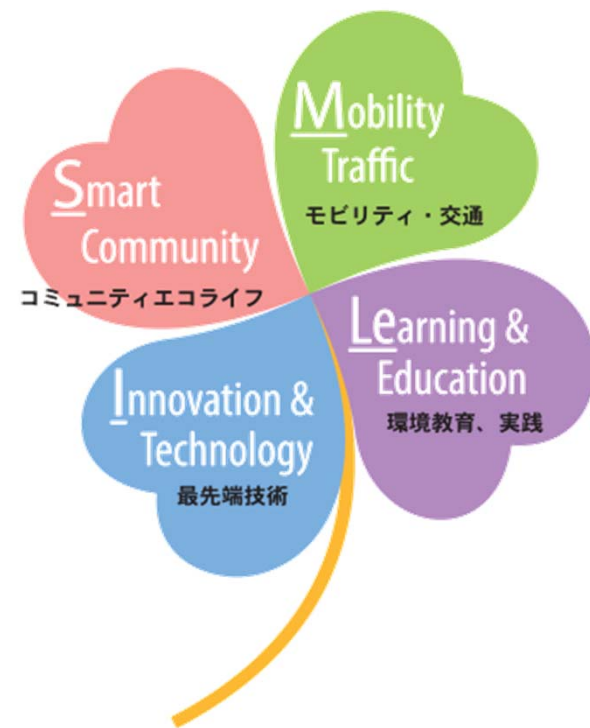 Smart
Community
コミュニティエコライフ
Mobility
Traffic
モビリティ・交通
Innovation &
Technology
最先端技術
Learning &
Education
環境教育、実践